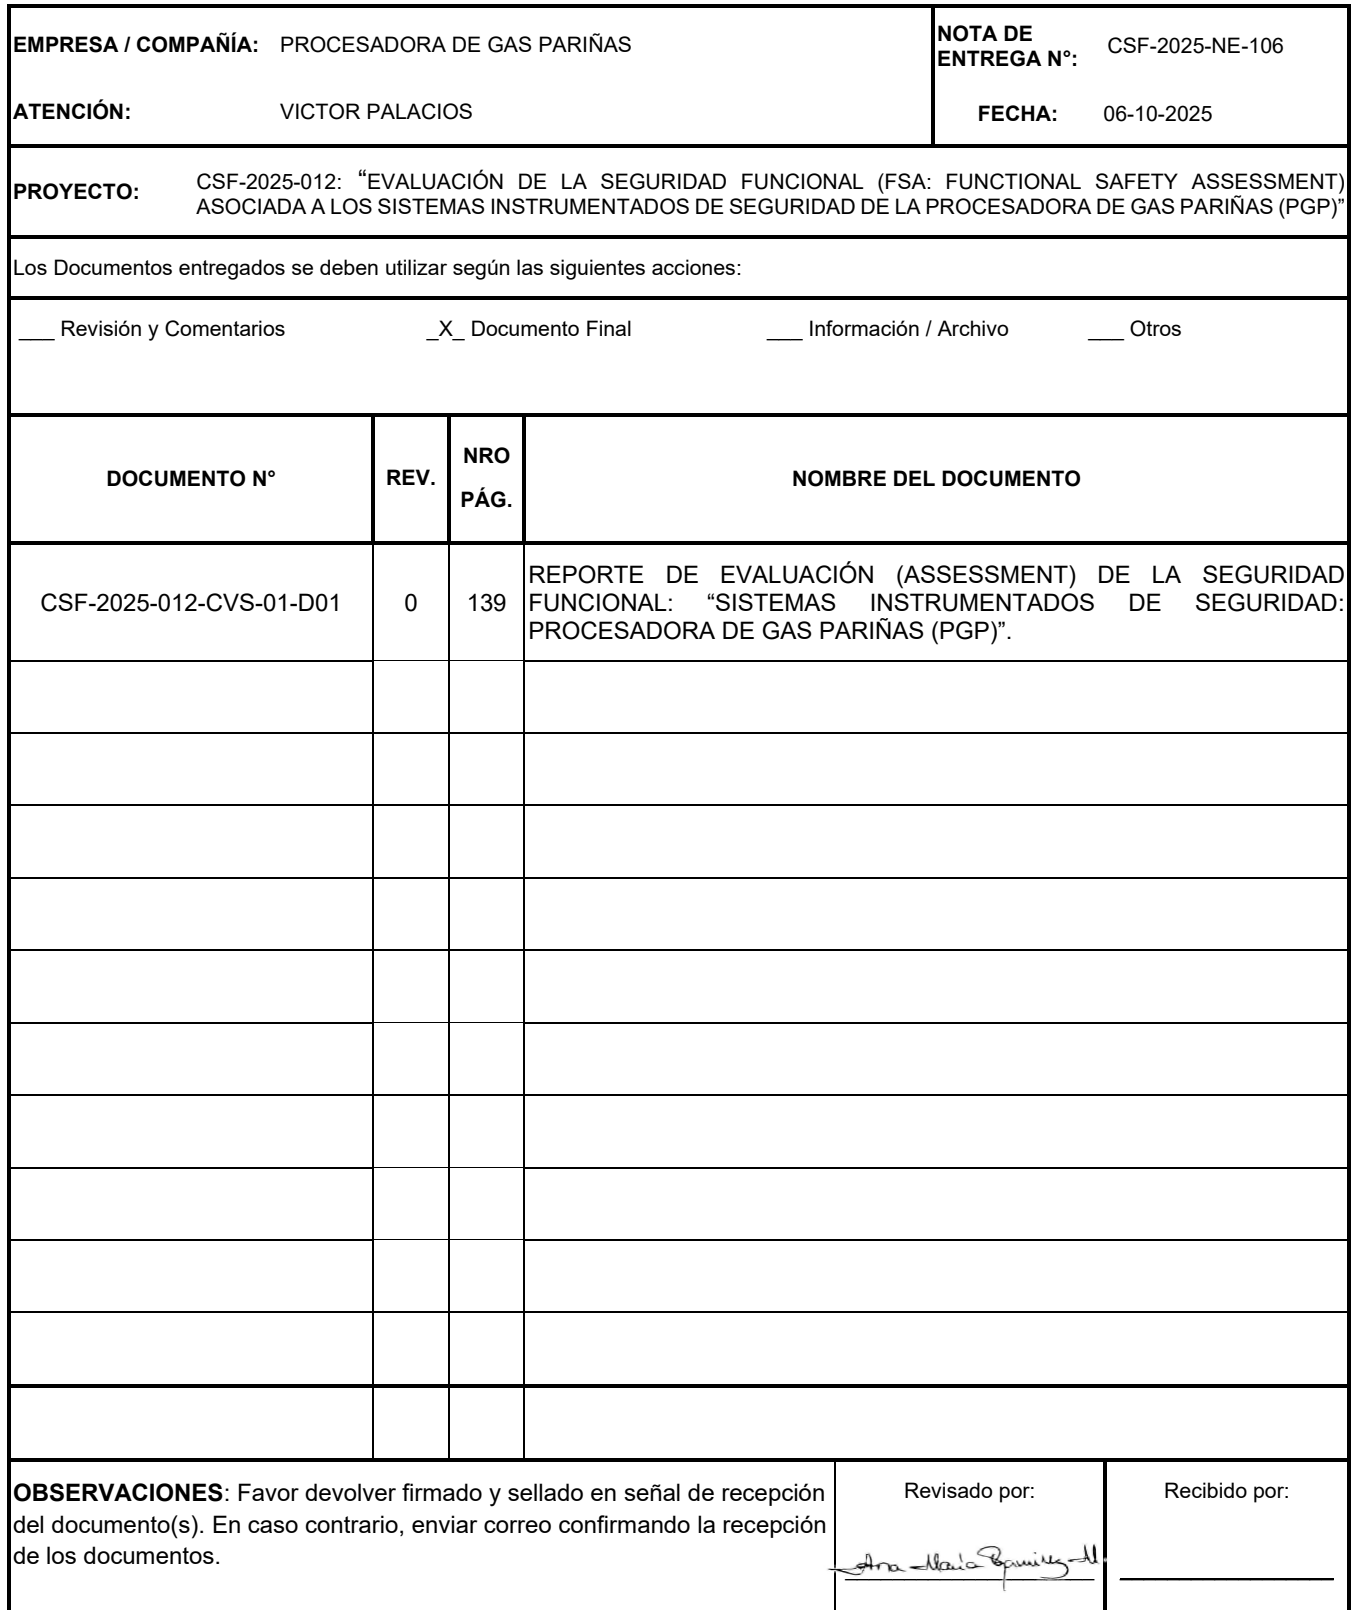 EMPRESA / COMPAÑÍA: PROCESADORA DE GAS PARIÑAS
NOTA DE
ENTREGA N°: CSF-2025-NE-106
ATENCIÓN: VICTOR PALACIOS
FECHA: 06-10-2025
PROYECTO: CSF-2025-012: “EVALUACIÓN DE LA SEGURIDAD FUNCIONAL (FSA: FUNCTIONAL SAFETY ASSESSMENT)
ASOCIADA A LOS SISTEMAS INSTRUMENTADOS DE SEGURIDAD DE LA PROCESADORA DE GAS PARIÑAS (PGP)”
Los Documentos entregados se deben utilizar según las siguientes acciones:
___ Revisión y Comentarios _X_ Documento Final ___ Información / Archivo ___ Otros
DOCUMENTO N° REV. NRO PÁG. NOMBRE DEL DOCUMENTO
CSF-2025-012-CVS-01-D01 0 139 REPORTE DE EVALUACIÓN (ASSESSMENT) DE LA SEGURIDAD
FUNCIONAL: “SISTEMAS INSTRUMENTADOS DE SEGURIDAD:
PROCESADORA DE GAS PARIÑAS (PGP)”.
OBSERVACIONES: Favor devolver firmado y sellado en señal de recepción
del documento(s). En caso contrario, enviar correo confirmando la recepción
de los documentos.
Revisado por:
Ana María Ramírez M.
Recibido por: